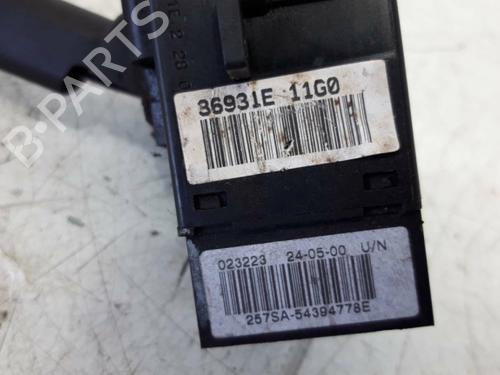 B-PARTS
36931E 11G0
023223 24-05-00 U/N
257SA-54394778E